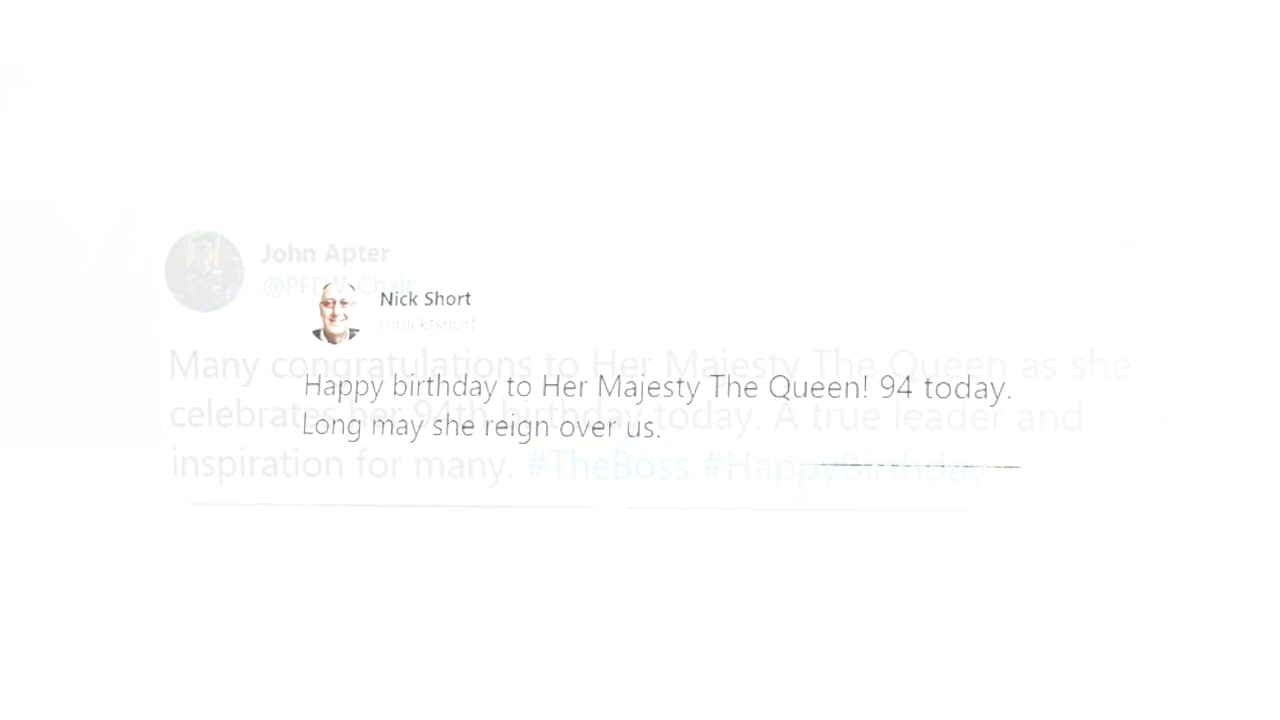 John Apter
@PFEW_Chair
Many congratulations to Her Majesty The Queen as she
celebrates her 94th birthday today. A true leader and
inspiration for many. #TheBoss #HappyBirthday
Nick Short
@nickfshort
Happy birthday to Her Majesty The Queen! 94 today.
Long may she reign over us.